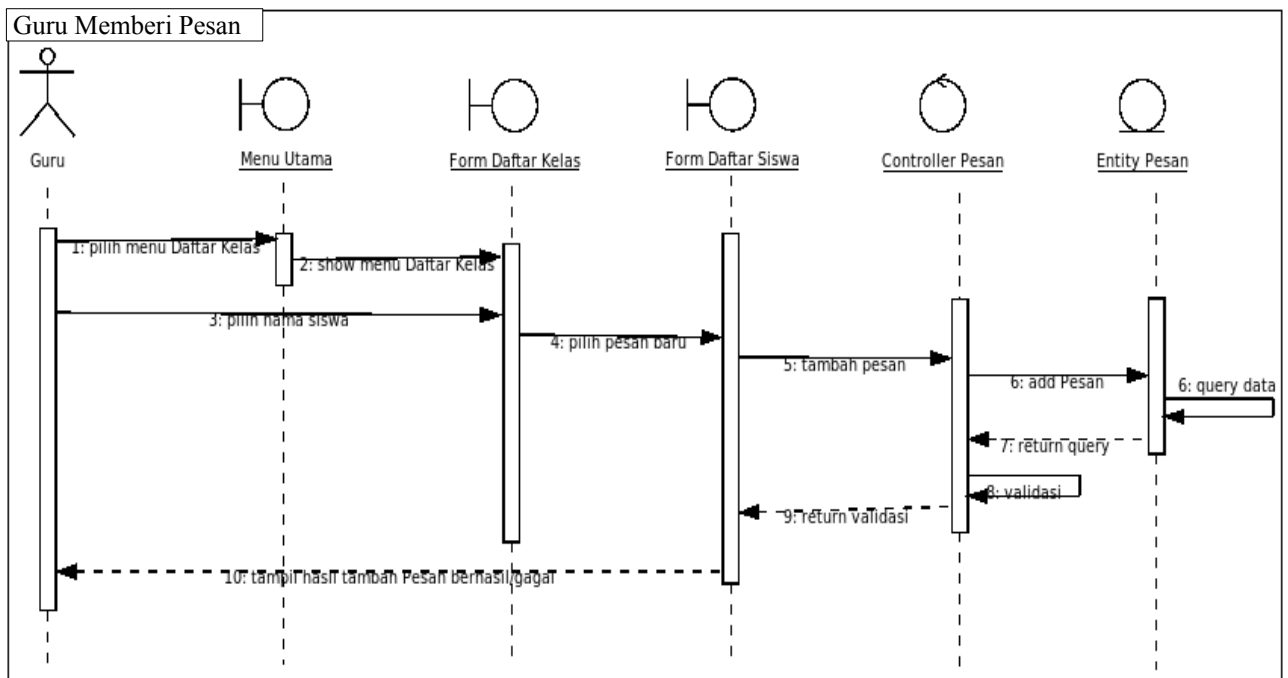 Guru Memberi Pesan
Guru
Menu Utama
Form Daftar Kelas
Form Daftar Siswa
Controller Pesan
Entity Pesan
1: pilih menu Daftar Kelas
2: show menu Daftar Kelas
3: pilih nama siswa
4: pilih pesan baru
5: tambah pesan
6: add Pesan
6: query data
7: return query
8: validasi
9: return validasi
10: tampil hasil tambah Pesan berhasil/gagal